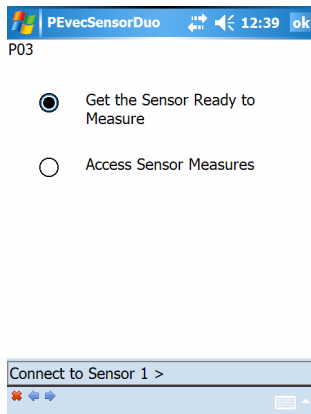 PEvecSensorDuo 12:39 ok
P03
Get the Sensor Ready to
Measure
Access Sensor Measures
Connect to Sensor 1 >